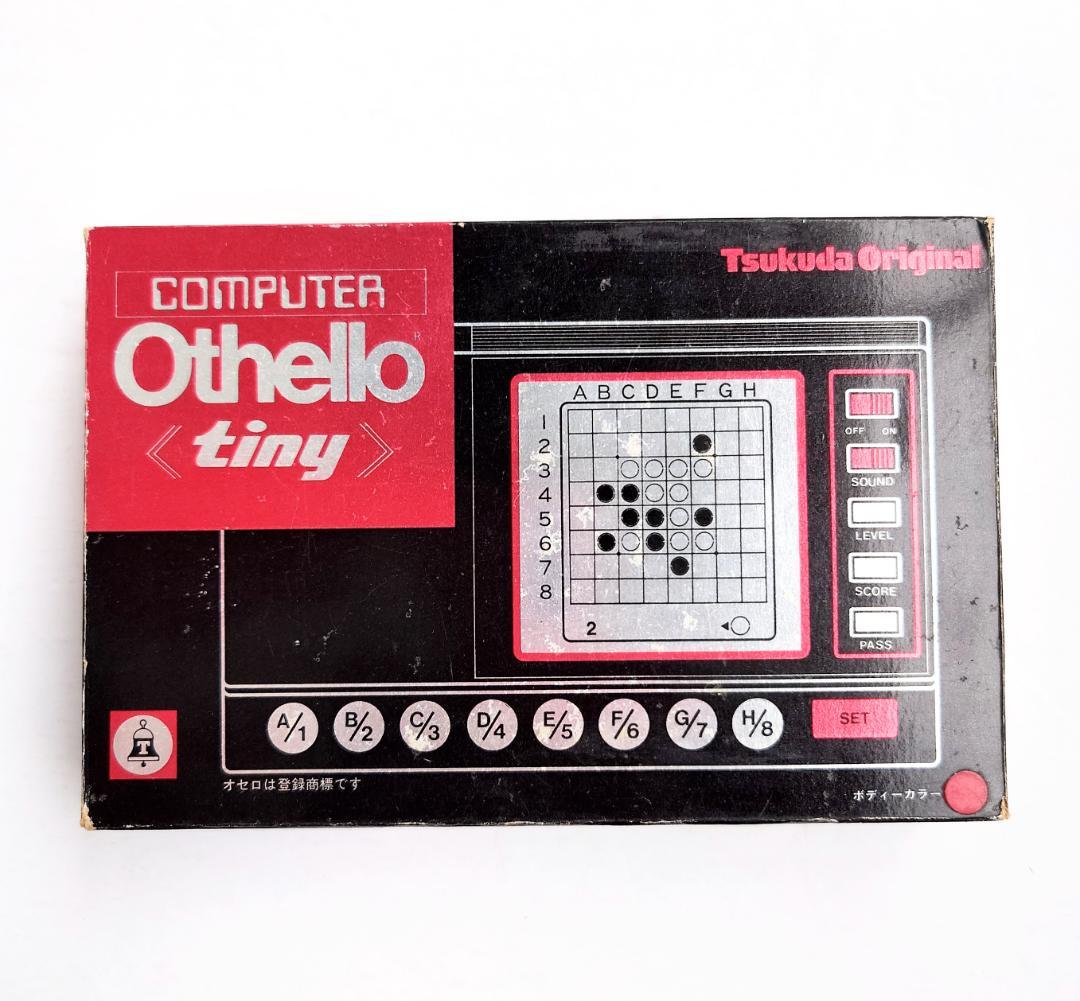 Tsukuda Original
COMPUTER
Othello®
《tiny》
A B C D E F G H
1
2
3
4
5
6
7
8
2
OFF ON
SOUND
LEVEL
SCORE
PASS
A/1 B/2 C/3 D/4 E/5 F/6 G/7 H/8 SET
T
オセロは登録商標です
ボディーカラー